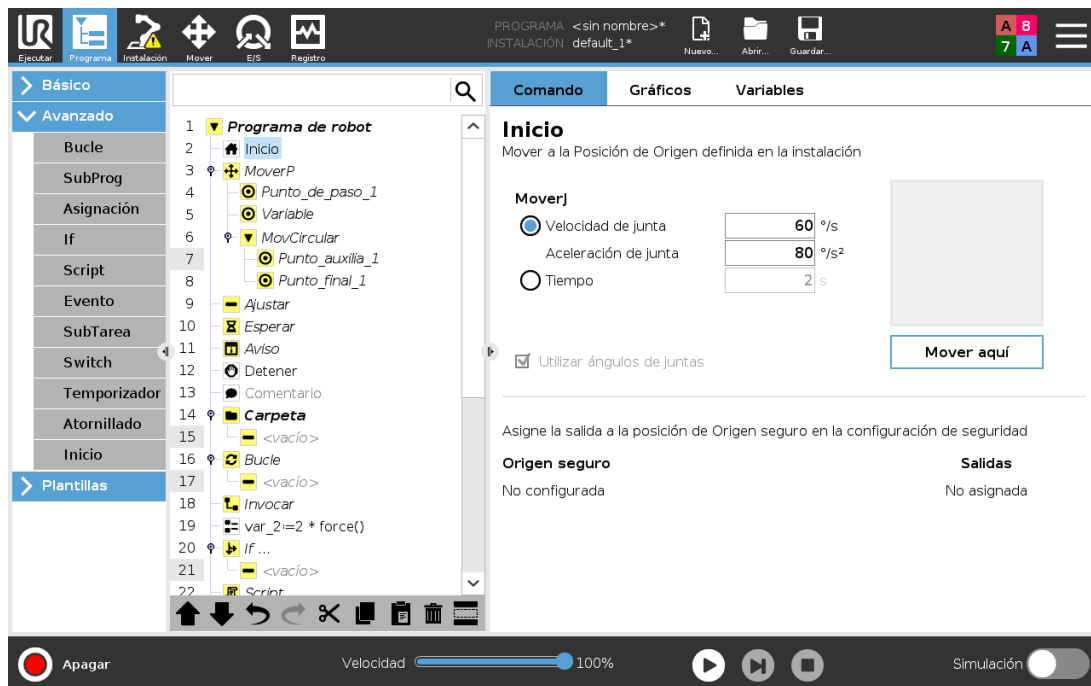 PROGRAMA <sin nombre>*
INSTALACIÓN default_1*
UR
A 8
7 A
Ejecutar Programa Instalación Mover E/S Registro Nuevo... Abrir... Guardar...
Básico
Avanzado
Bucle
SubProg
Asignación
If
Script
Evento
SubTarea
Switch
Temporizador
Atornillado
Inicio
Plantillas
1 Programa de robot
2 Inicio
3 MoverP
4 Punto_de_paso_1
5 Variable
6 MovCircular
7 Punto_auxilia_1
8 Punto_final_1
9 Ajustar
10 Esperar
11 Aviso
12 Detener
13 Comentario
14 Carpeta
15 <vacío>
16 Bucle
17 <vacío>
18 Invocar
19 var_2:=2 * force()
20 If ...
21 <vacío>
22 Script
Comando Gráficos Variables
Inicio
Mover a la Posición de Origen definida en la instalación
MoverJ
Velocidad de junta 60 °/s
Aceleración de junta 80 °/s²
Tiempo 2 s
Utilizar ángulos de juntas
Mover aquí
Asigne la salida a la posición de Origen seguro en la configuración de seguridad
Origen seguro Salidas
No configurada No asignada
Apagar Velocidad 100% Simulación